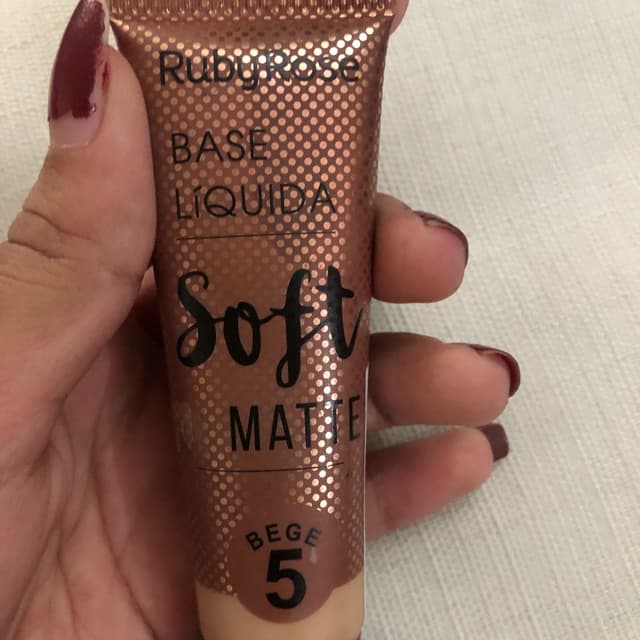 RubyRose
BASE
LíQUIDA
Soft
MATTE
BEGE
5